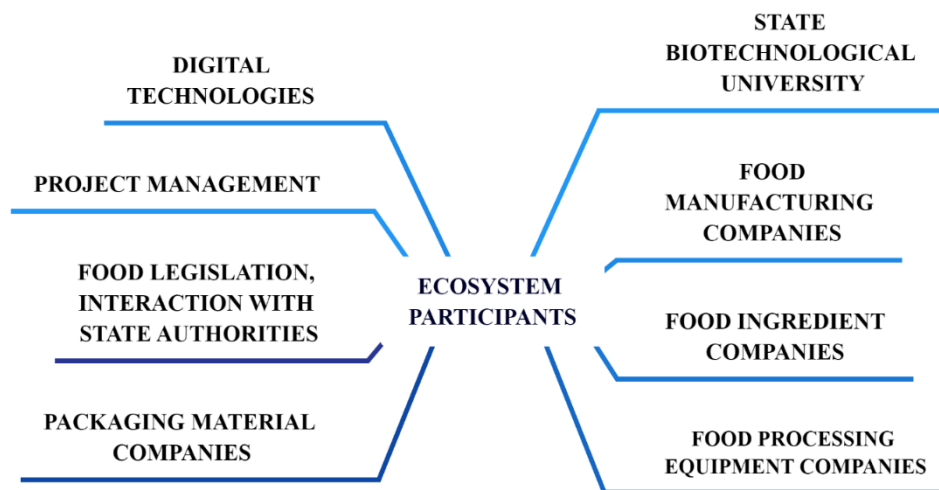 DIGITAL
TECHNOLOGIES
PROJECT MANAGEMENT
FOOD LEGISLATION,
INTERACTION WITH
STATE AUTHORITIES
PACKAGING MATERIAL
COMPANIES
ECOSYSTEM
PARTICIPANTS
STATE
BIOTECHNOLOGICAL
UNIVERSITY
FOOD
MANUFACTURING
COMPANIES
FOOD INGREDIENT
COMPANIES
FOOD PROCESSING
EQUIPMENT COMPANIES